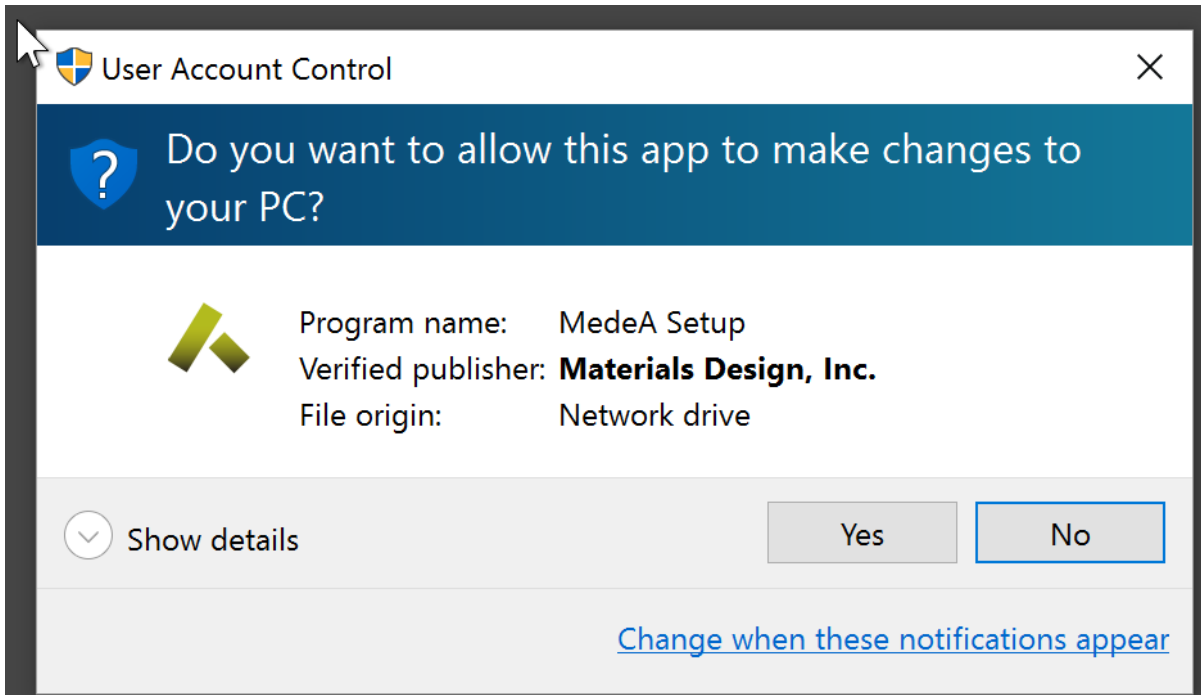 User Account Control
?
Do you want to allow this app to make changes to
your PC?
Program name: MedeA Setup
Verified publisher: Materials Design, Inc.
File origin: Network drive
Show details
Yes
No
Change when these notifications appear